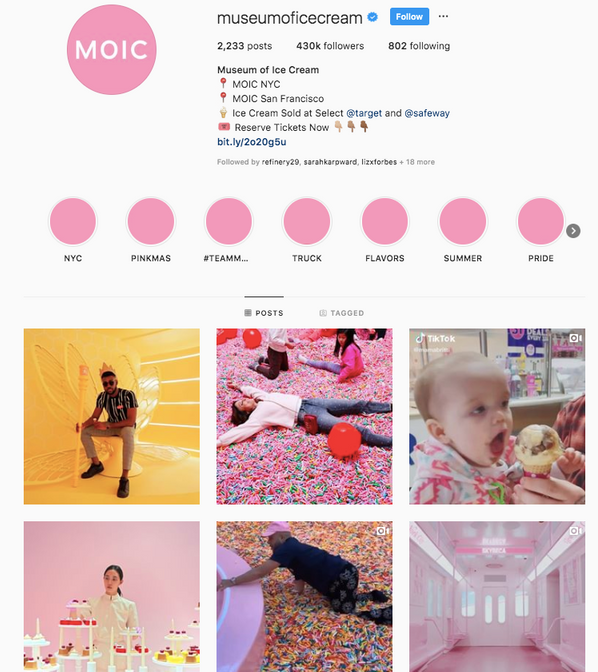 MOIC
museumoficecream Follow ...
2,233 posts 430k followers 802 following
Museum of Ice Cream
📍 MOIC NYC
📍 MOIC San Francisco
🍦 Ice Cream Sold at Select @target and @safeway
🎟 Reserve Tickets Now 👇🏻👇🏽👇🏾
bit.ly/2o20g5u
Followed by refinery29, sarahkarpward, lizxforbes + 18 more
NYC PINKMAS #TEAMM... TRUCK FLAVORS SUMMER PRIDE
POSTS TAGGED
TikTok